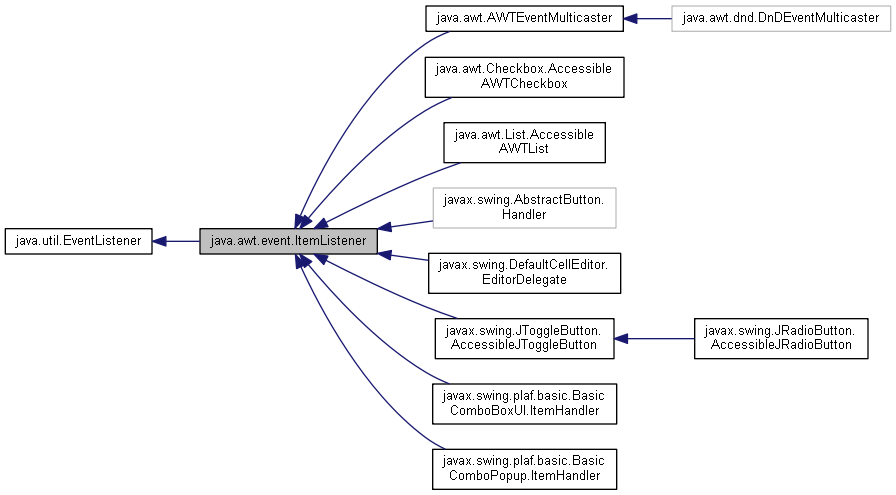 java.awt.AWTEventMulticaster
java.awt.dnd.DnDEventMulticaster
java.awt.Checkbox.Accessible
AWTCheckbox
java.awt.List.Accessible
AWTList
javax.swing.AbstractButton.
Handler
java.util.EventListener
java.awt.event.ItemListener
javax.swing.DefaultCellEditor.
EditorDelegate
javax.swing.JToggleButton.
AccessibleJToggleButton
javax.swing.JRadioButton.
AccessibleJRadioButton
javax.swing.plaf.basic.Basic
ComboBoxUI.ItemHandler
javax.swing.plaf.basic.Basic
ComboPopup.ItemHandler